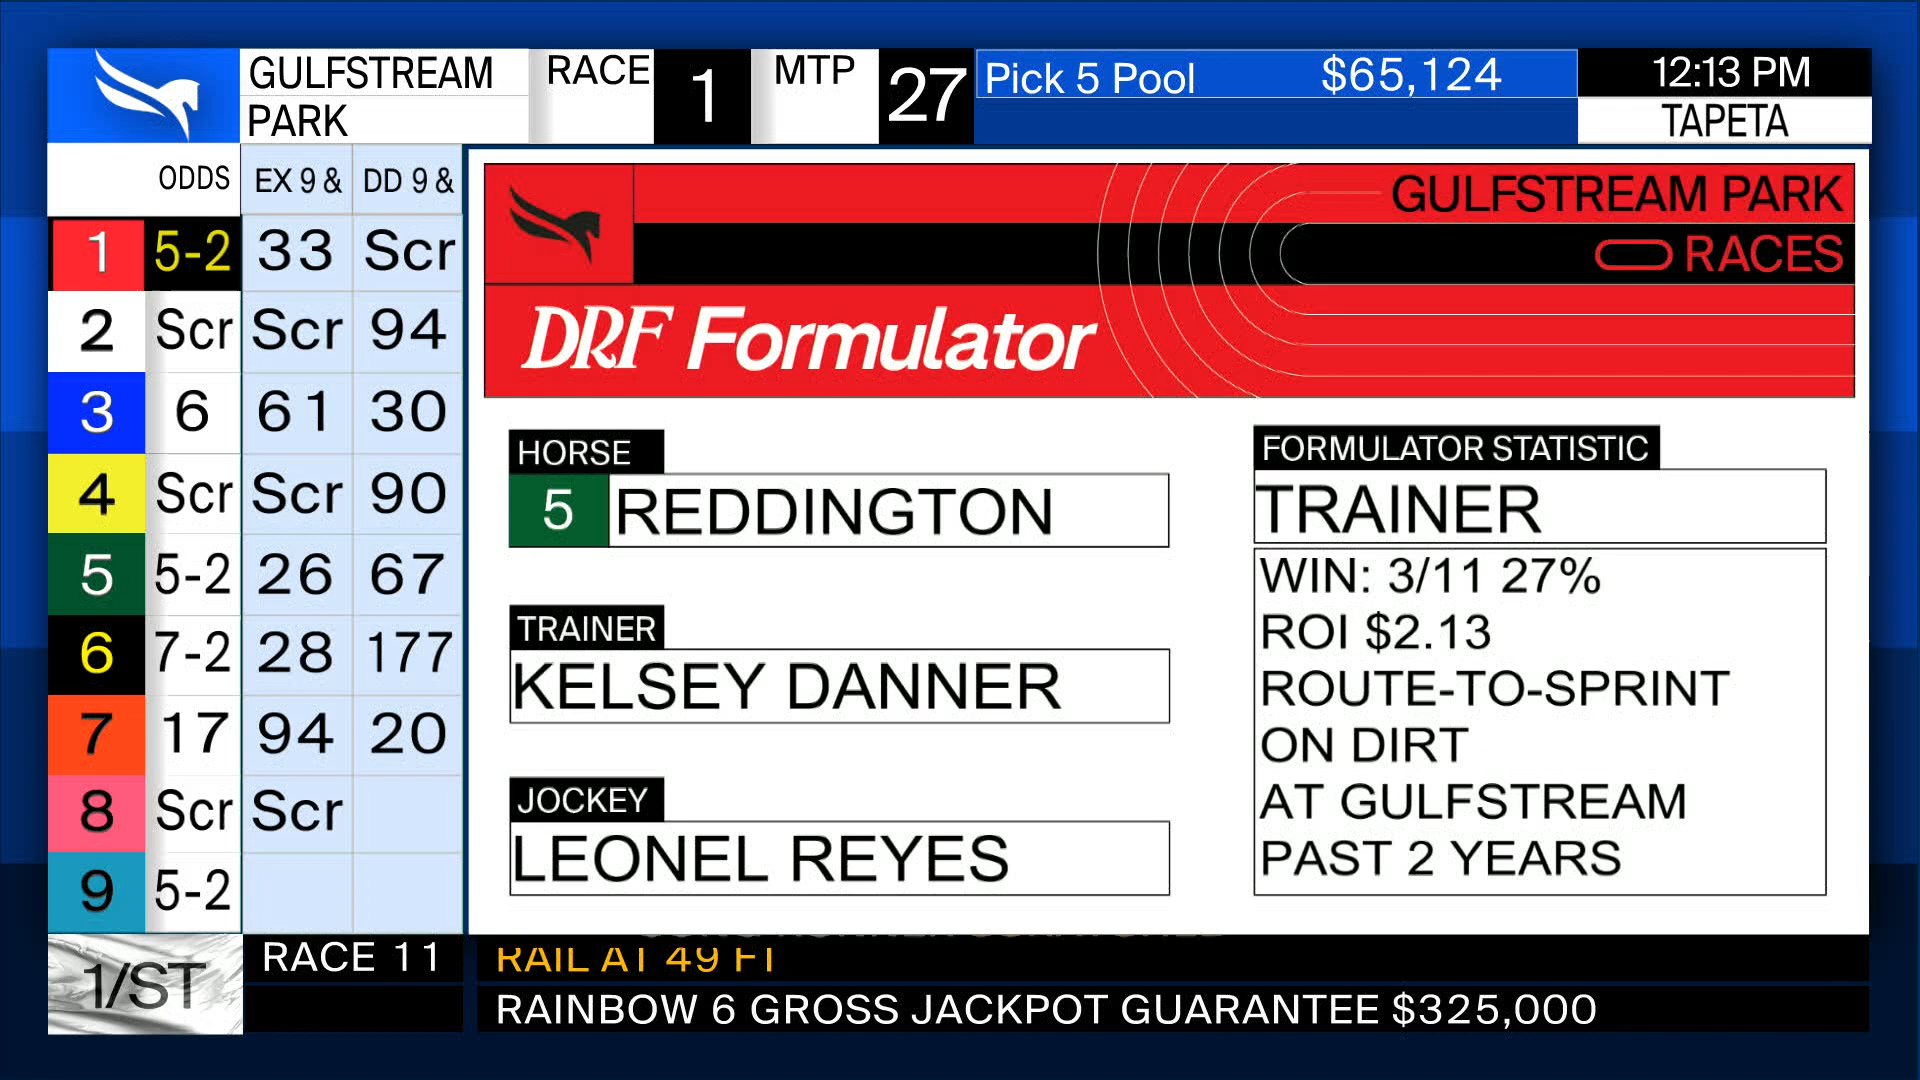 GULFSTREAM
PARK
RACE 1
MTP 27
Pick 5 Pool $65,124
12:13 PM
TAPETA
ODDS EX 9 & DD 9 &
1 5-2 33 Scr
2 Scr Scr 94
3 6 61 30
4 Scr Scr 90
5 5-2 26 67
6 7-2 28 177
7 17 94 20
8 Scr Scr
9 5-2
GULFSTREAM PARK
RACES
DRF Formulator
HORSE
5 REDDINGTON
TRAINER
KELSEY DANNER
JOCKEY
LEONEL REYES
FORMULATOR STATISTIC
TRAINER
WIN: 3/11 27%
ROI $2.13
ROUTE-TO-SPRINT
ON DIRT
AT GULFSTREAM
PAST 2 YEARS
1/ST
RACE 11
RAIL AT 49 FT
RAINBOW 6 GROSS JACKPOT GUARANTEE $325,000